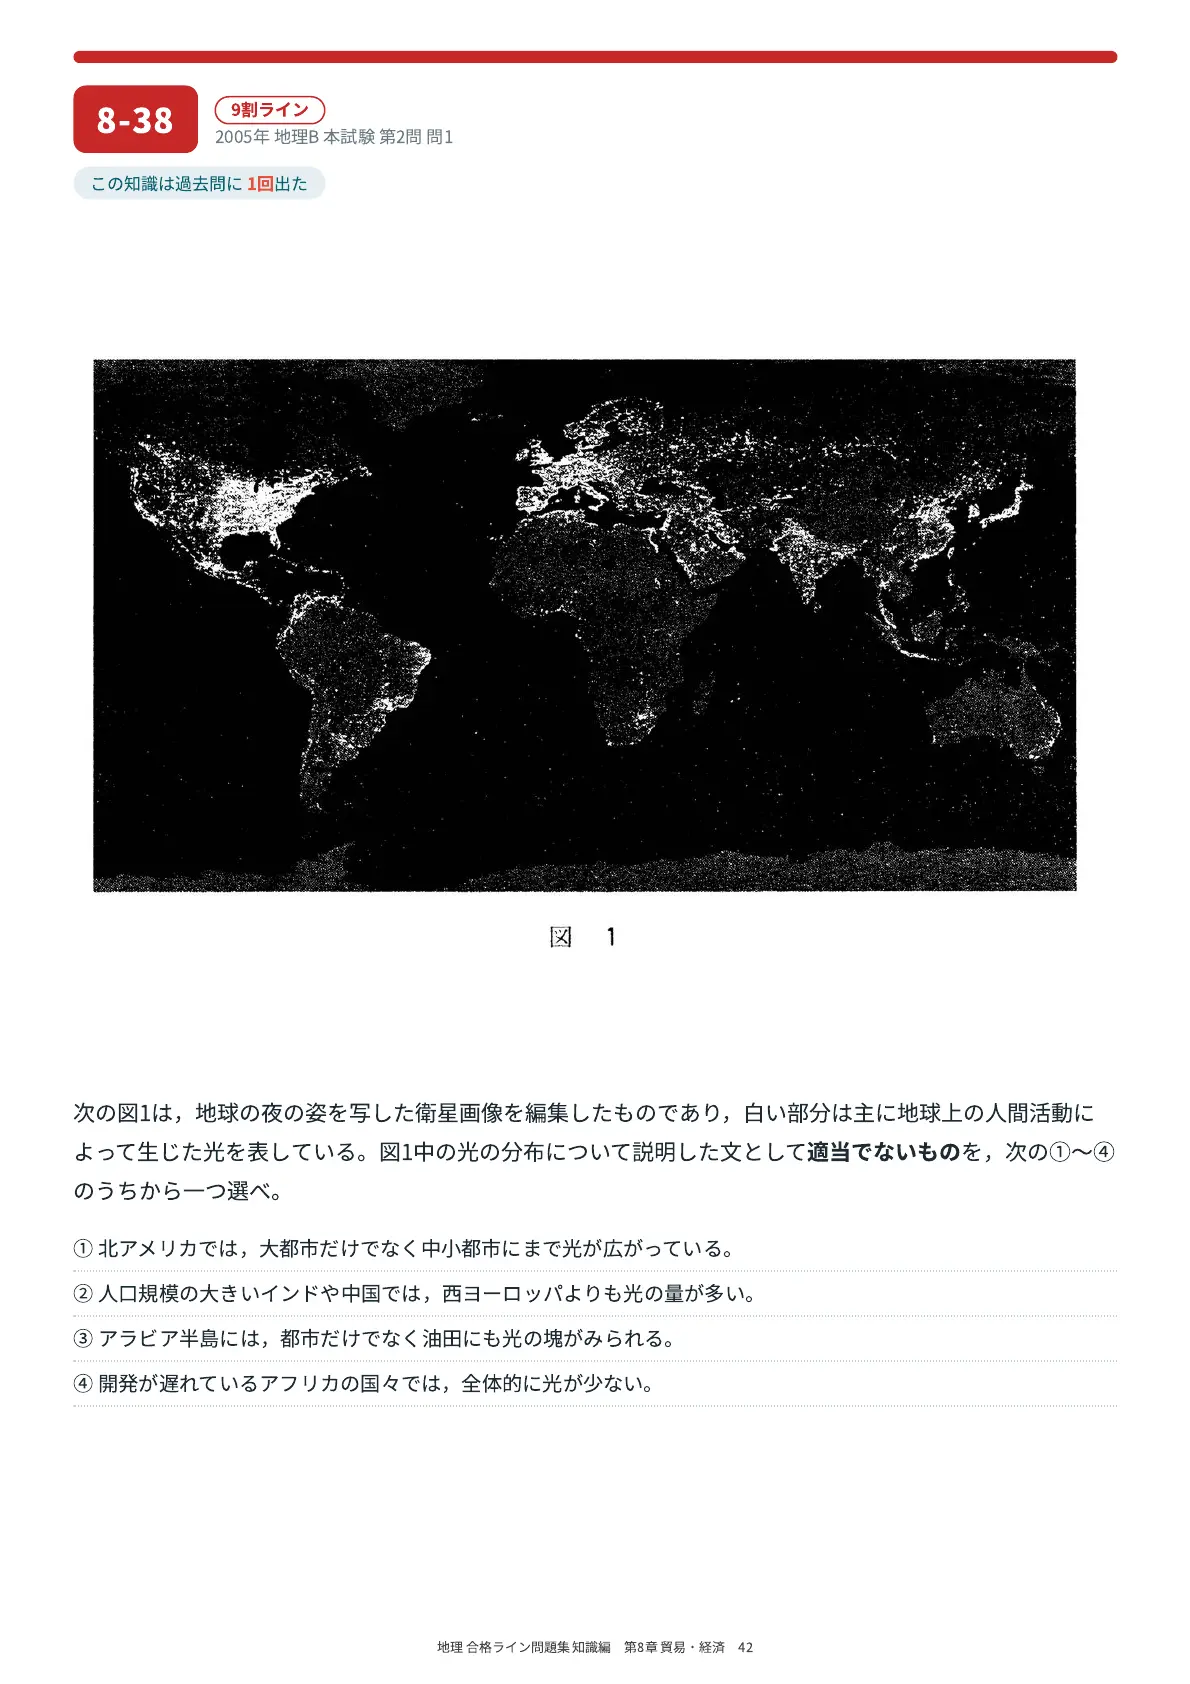 8-38
9割ライン
2005年 地理B 本試験 第2問 問1
この知識は過去問に 1回出た
図 1
次の図1は，地球の夜の姿を写した衛星画像を編集したものであり，白い部分は主に地球上の人間活動に
よって生じた光を表している。図1中の光の分布について説明した文として適当でないものを，次の①〜④
のうちから一つ選べ。
① 北アメリカでは，大都市だけでなく中小都市にまで光が広がっている。
② 人口規模の大きいインドや中国では，西ヨーロッパよりも光の量が多い。
③ アラビア半島には，都市だけでなく油田にも光の塊がみられる。
④ 開発が遅れているアフリカの国々では，全体的に光が少ない。
地理 合格ライン問題集 知識編 第8章 貿易・経済 42